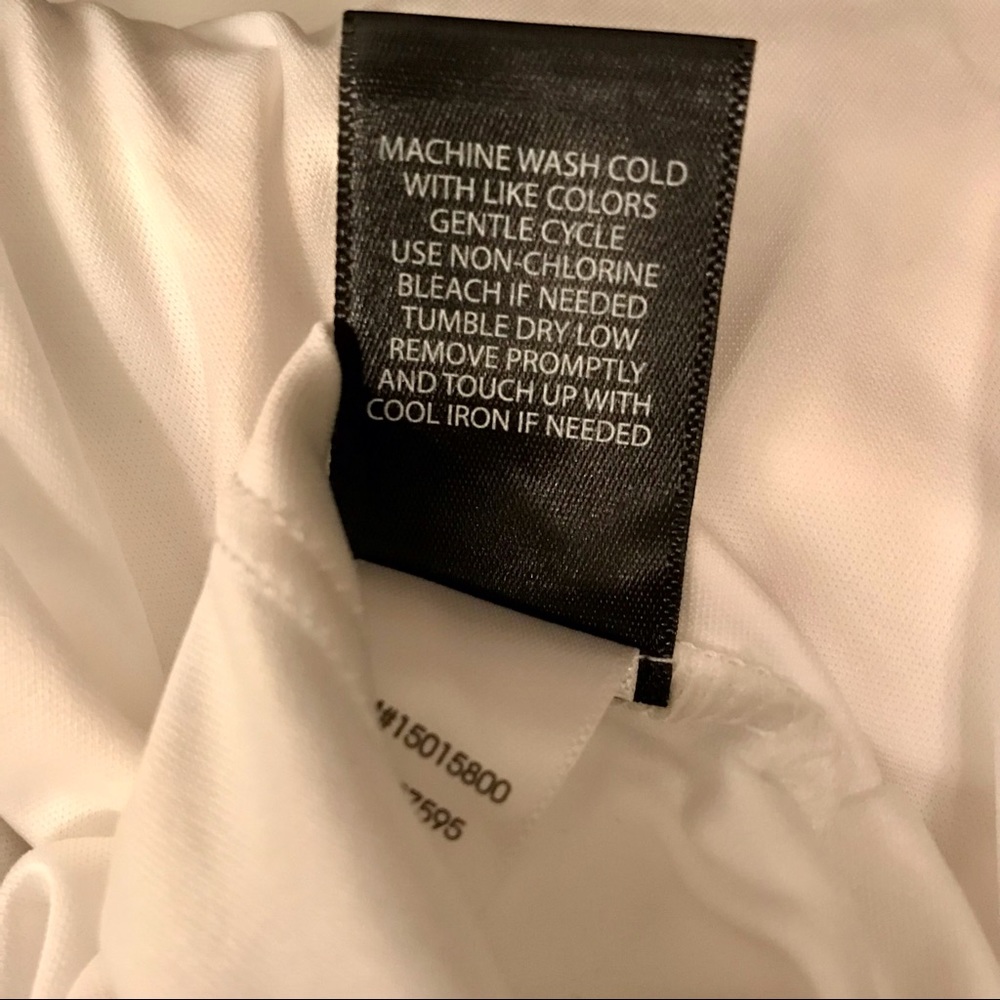 MACHINE WASH COLD
WITH LIKE COLORS
GENTLE CYCLE
USE NON-CHLORINE
BLEACH IF NEEDED
TUMBLE DRY LOW
REMOVE PROMPTLY
AND TOUCH UP WITH
COOL IRON IF NEEDED
#15015800
7595